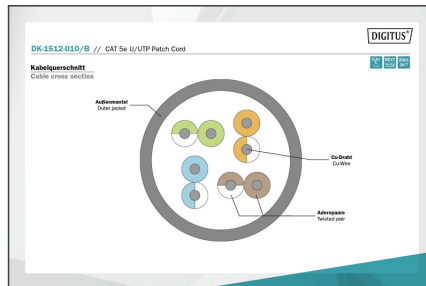 DIGITUS®
DK-1512-010/B // CAT 5e U/UTP Patch Cord
Kabelquerschnitt
Cable cross section
Außenmantel
Outer jacket
Cu-Draht
Cu-Wire
Aderpaare
Twisted pair